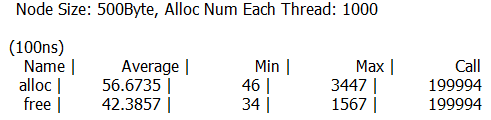 Node Size: 500Byte, Alloc Num Each Thread: 1000
(100ns)
Name | Average | Min | Max | Call
alloc | 56.6735 | 46 | 3447 | 199994
free | 42.3857 | 34 | 1567 | 199994